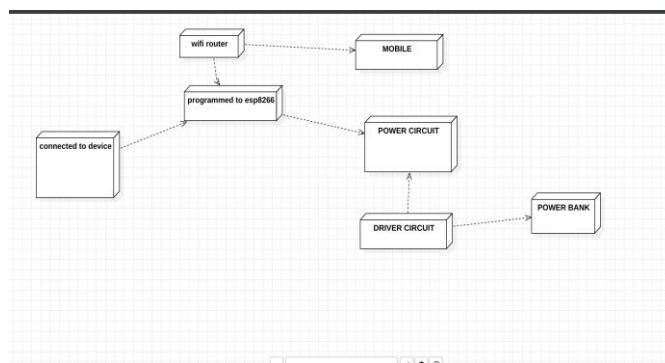 wifi router
MOBILE
programmed to esp8266
POWER CIRCUIT
connected to device
POWER BANK
DRIVER CIRCUIT